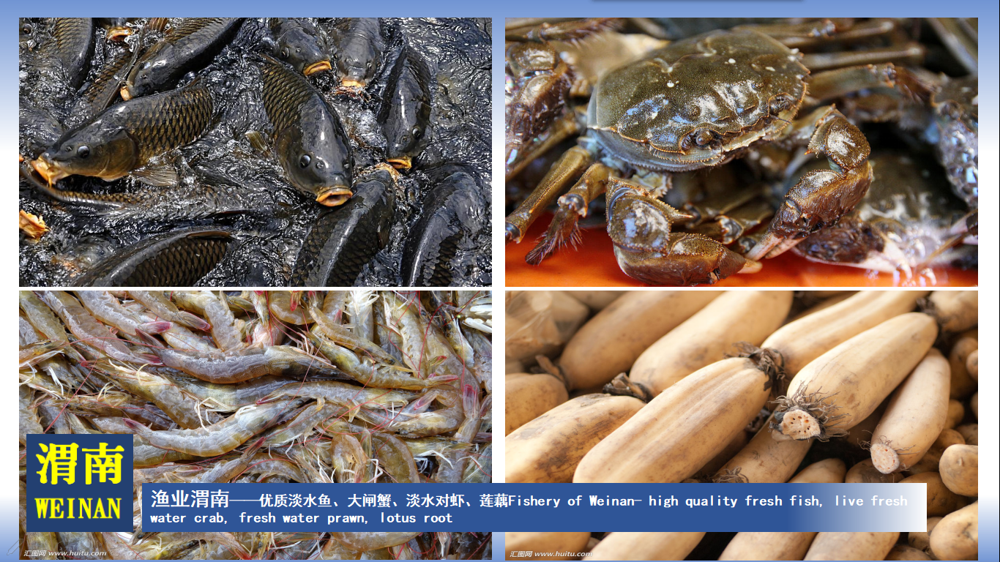 渭南
WEINAN
渔业渭南——优质淡水鱼、大闸蟹、淡水对虾、莲藕Fishery of Weinan— high quality fresh fish, live fresh
water crab, fresh water prawn, lotus root
汇图网 www.huitu.com
汇图网 www.huitu.com